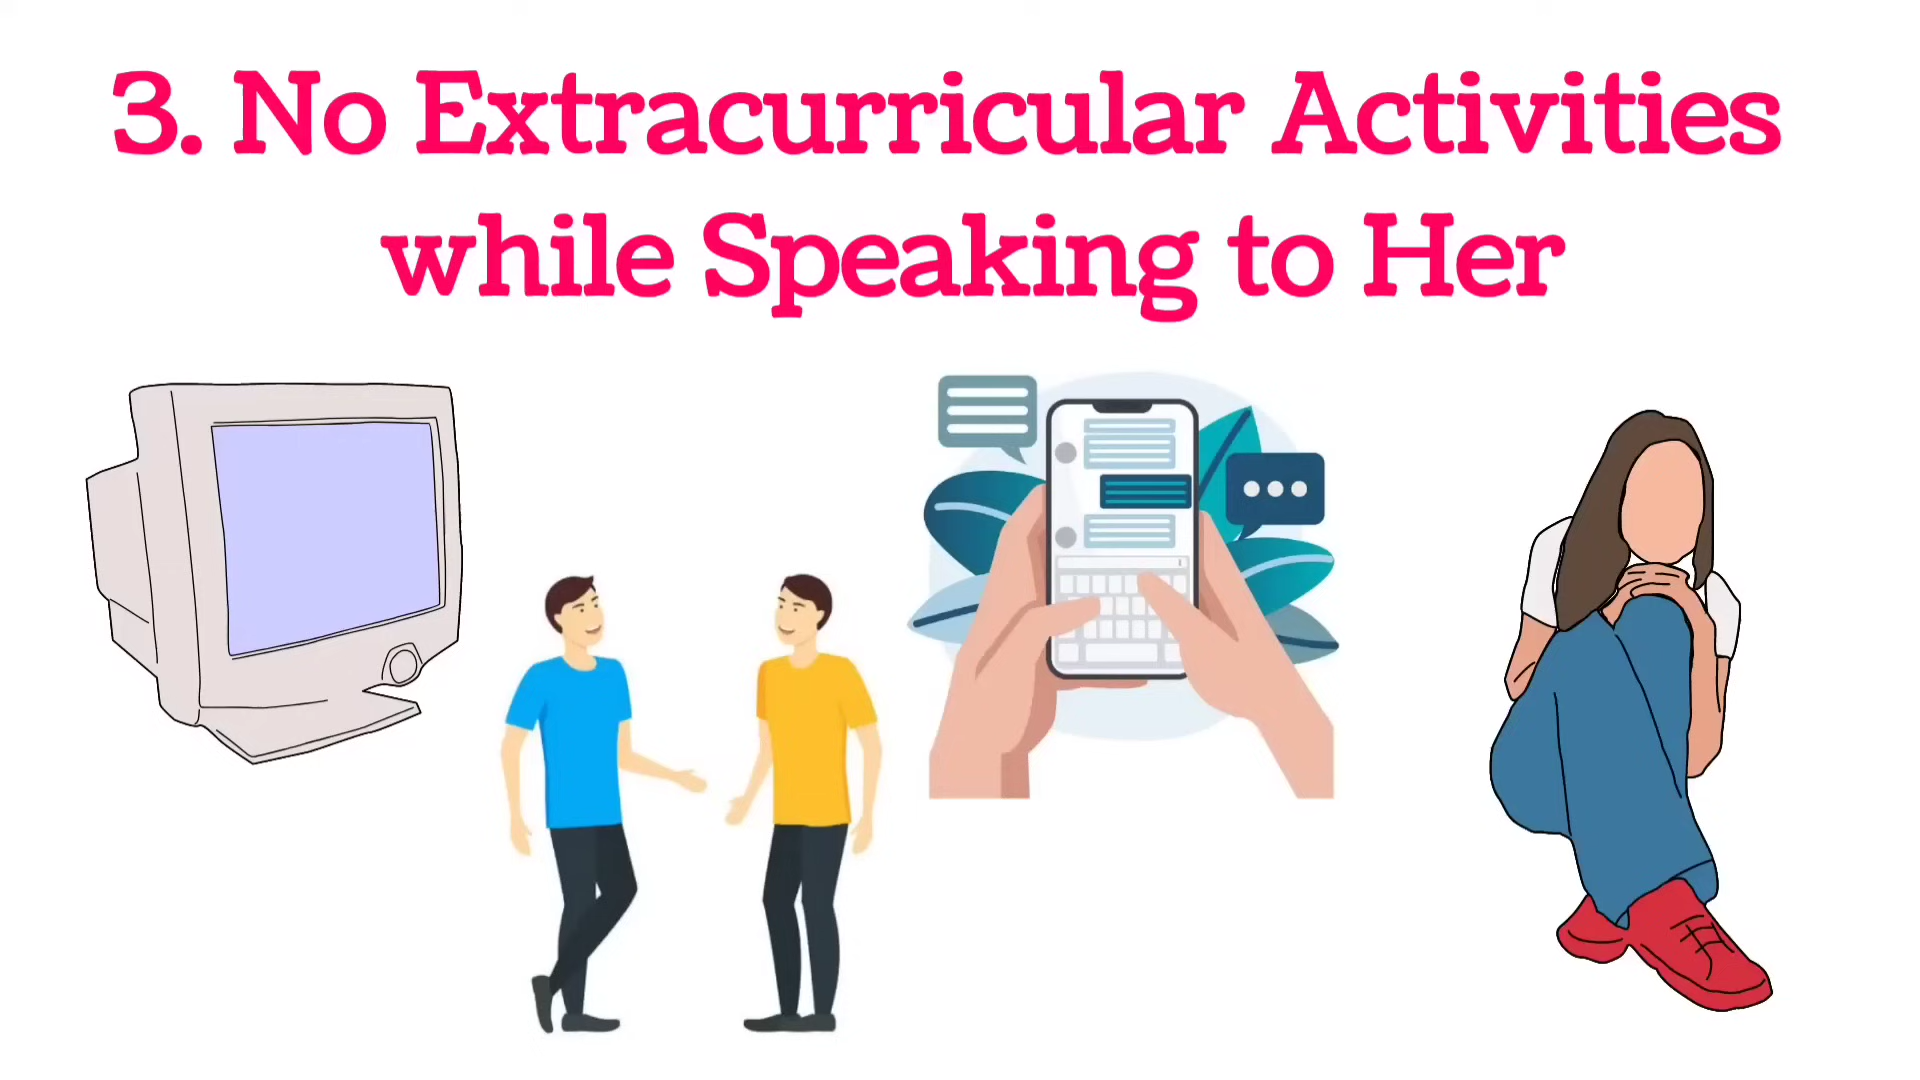 3. No Extracurricular Activities
while Speaking to Her